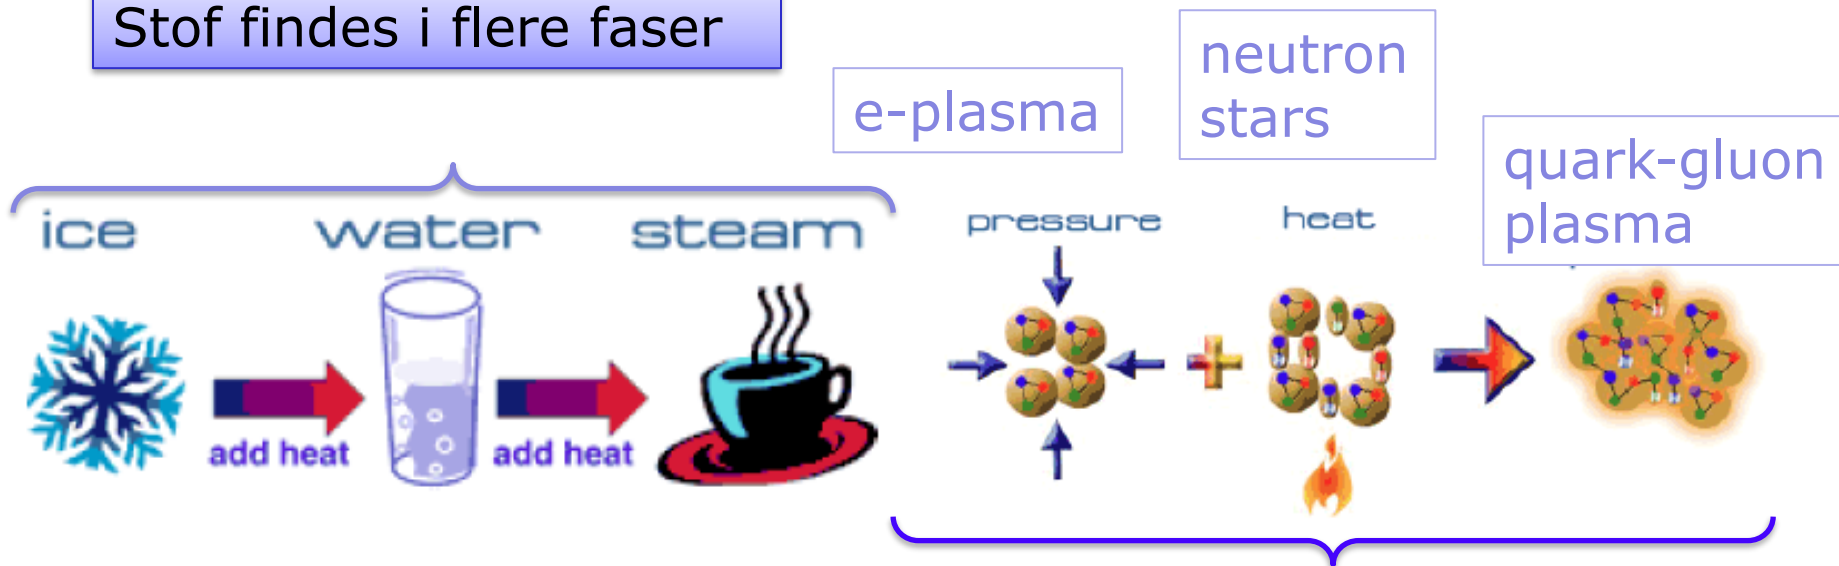 Stof findes i flere faser
e-plasma
neutron
stars
quark-gluon
plasma
ice
water
steam
pressure
heat
add heat
add heat